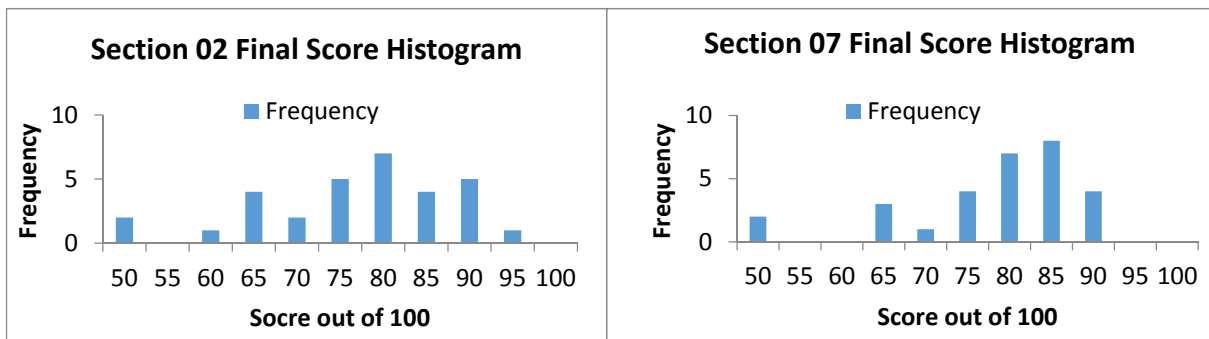 Section 02 Final Score Histogram
Frequency
10
5
0
Frequency
50 55 60 65 70 75 80 85 90 95 100
Socre out of 100
Section 07 Final Score Histogram
Frequency
10
5
0
Frequency
50 55 60 65 70 75 80 85 90 95 100
Score out of 100